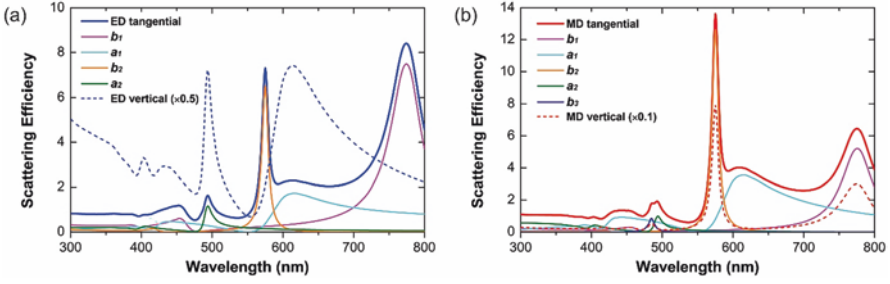 (a)
10
8
6
4
2
0
300 400 500 600 700 800
Scattering Efficiency
Wavelength (nm)
ED tangential
b1
a1
b2
a2
ED vertical (×0.5)
(b)
14
12
10
8
6
4
2
0
300 400 500 600 700 800
Scattering Efficiency
Wavelength (nm)
MD tangential
b1
a1
b2
a2
b3
MD vertical (×0.1)